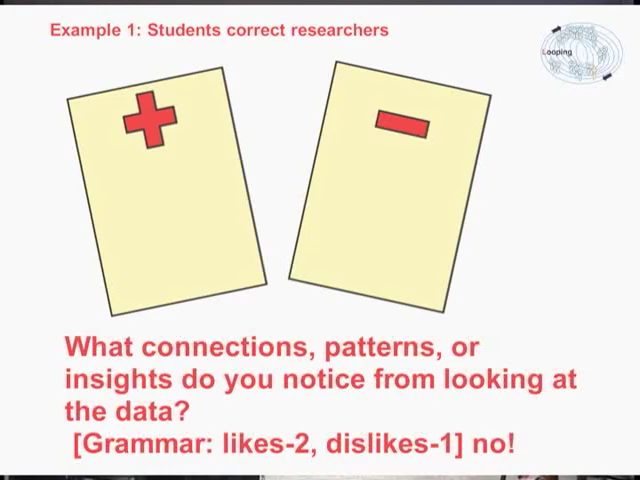 Example 1: Students correct researchers
Looping
What connections, patterns, or
insights do you notice from looking at
the data?
[Grammar: likes-2, dislikes-1] no!